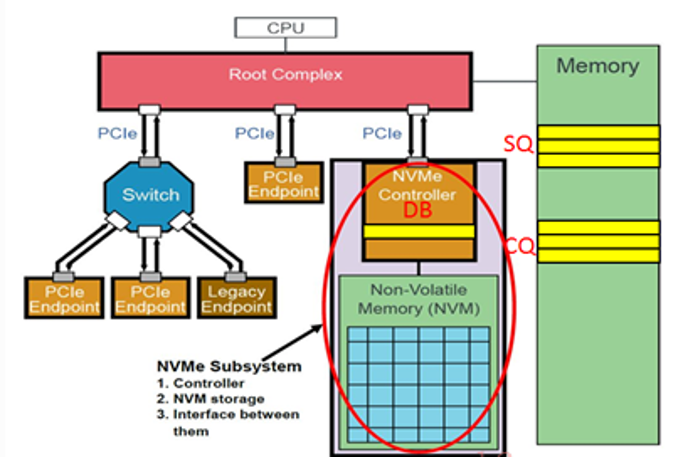 CPU
Root Complex
Memory
PCIe
PCIe
PCIe
SQ
PCIe
Endpoint
NVMe
Controller
DB
Switch
CQ
PCIe
Endpoint
PCIe
Endpoint
Legacy
Endpoint
Non-Volatile
Memory (NVM)
NVMe Subsystem
1. Controller
2. NVM storage
3. Interface between
them